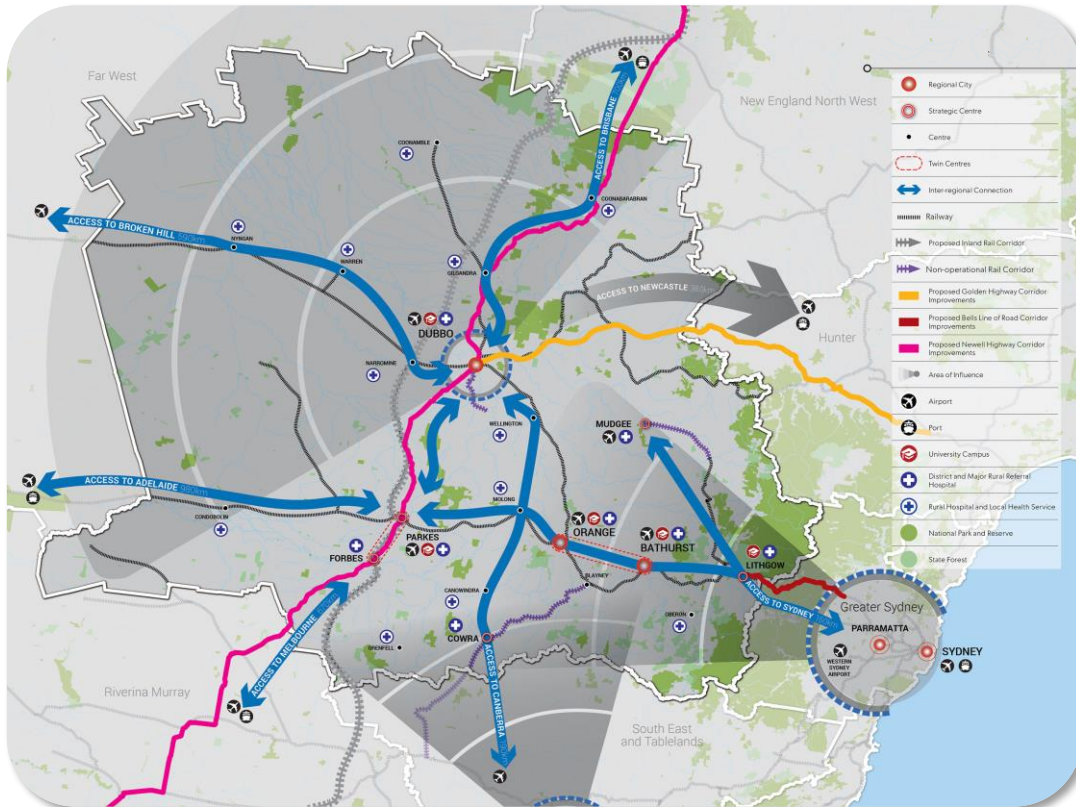 Far West
New England North West
Hunter
Riverina Murray
South East
and Tablelands
Greater Sydney
ACCESS TO BRISBANE
ACCESS TO BROKEN HILL 590km
ACCESS TO NEWCASTLE 380km
ACCESS TO ADELAIDE 980km
ACCESS TO MELBOURNE
ACCESS TO CANBERRA
ACCESS TO SYDNEY
COONAMBLE
COONABARABRAN
NYNGAN
WARREN
GILGANDRA
DUBBO
NARROMINE
WELLINGTON
MUDGEE
MOLONG
CONDOBOLIN
PARKES
FORBES
ORANGE
BATHURST
LITHGOW
BLAYNEY
CANOWINDRA
COWRA
GRENFELL
OBERON
PARRAMATTA
SYDNEY
WESTERN
SYDNEY
AIRPORT
Regional City
Strategic Centre
Centre
Twin Centres
Inter-regional Connection
Railway
Proposed Inland Rail Corridor
Non-operational Rail Corridor
Proposed Golden Highway Corridor
Improvements
Proposed Bells Line of Road Corridor
Improvements
Proposed Newell Highway Corridor
Improvements
Area of Influence
Airport
Port
University Campus
District and Major Rural Referral
Hospital
Rural Hospital and Local Health Service
National Park and Reserve
State Forest